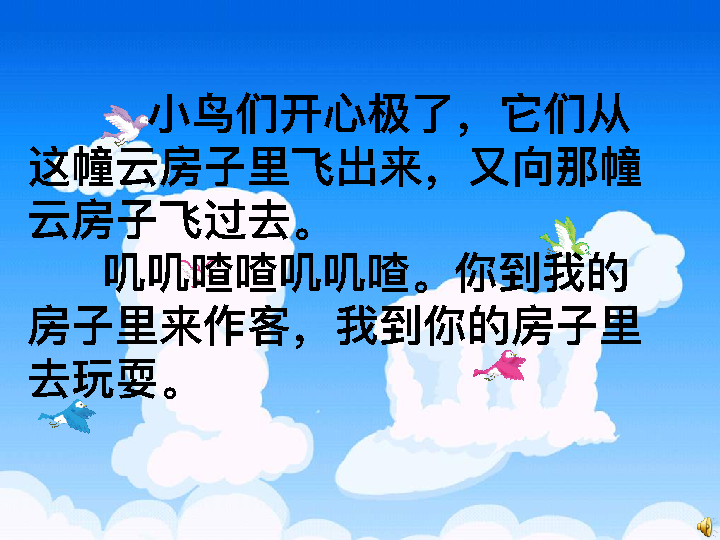 小鸟们开心极了，它们从
这幢云房子里飞出来，又向那幢
云房子飞过去。
叽叽喳喳叽叽喳。你到我的
房子里来作客，我到你的房子里
去玩耍。